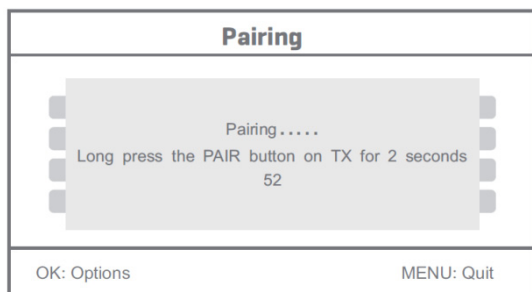 Pairing
Pairing.....
Long press the PAIR button on TX for 2 seconds
52
OK: Options
MENU: Quit